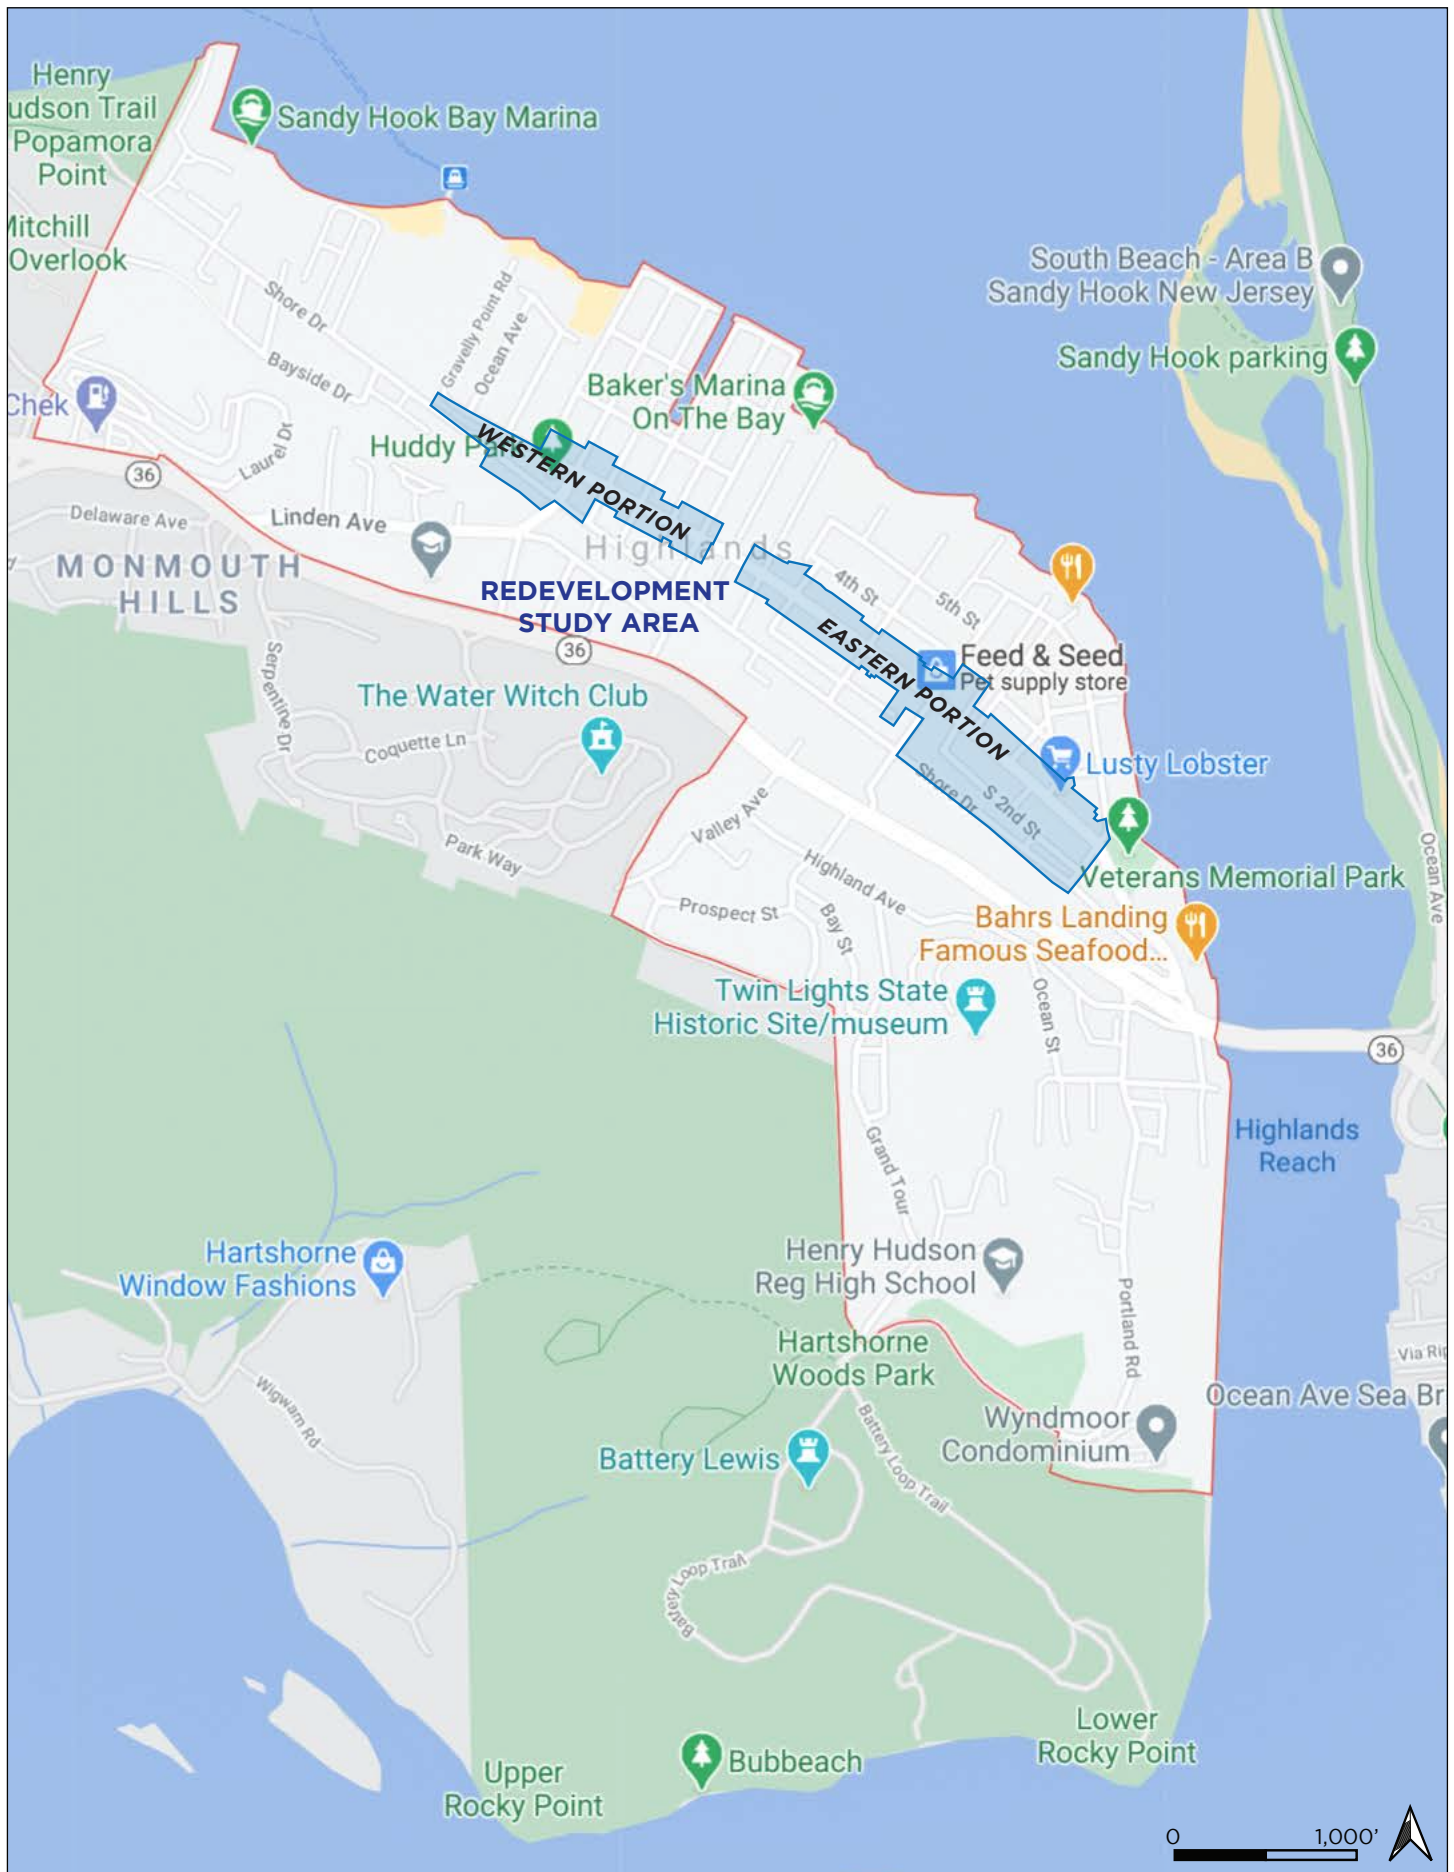 Henry
udson Trail
Popamora
Point
Mitchill
Overlook
Sandy Hook Bay Marina
South Beach - Area B
Sandy Hook New Jersey
Sandy Hook parking
Shore Dr
Bayside Dr
Gravelly Point Rd
Ocean Ave
Baker's Marina
On The Bay
Chek
Huddy Pa
WESTERN PORTION
Laurel Dr
36
Delaware Ave
Linden Ave
Highlands
MONMOUTH
HILLS
REDEVELOPMENT
STUDY AREA
36
4th St
5th St
EASTERN PORTION
Feed & Seed
Pet supply store
Serpentine Dr
The Water Witch Club
Coquette Ln
Park Way
Lusty Lobster
Shore Dr
S 2nd St
Valley Ave
Highland Ave
Prospect St
Bay St
Veterans Memorial Park
Ocean Ave
Bahrs Landing
Famous Seafood...
Twin Lights State
Historic Site/museum
Ocean St
36
Highlands
Reach
Grand Tour
Henry Hudson
Reg High School
Hartshorne
Window Fashions
Portland Rd
Hartshorne
Woods Park
Via Rip
Ocean Ave Sea Br
Wigwam Rd
Wyndmoor
Condominium
Battery Lewis
Battery Loop Trail
Battery Loop Trail
Lower
Rocky Point
Bubbeach
Upper
Rocky Point
0 1,000'